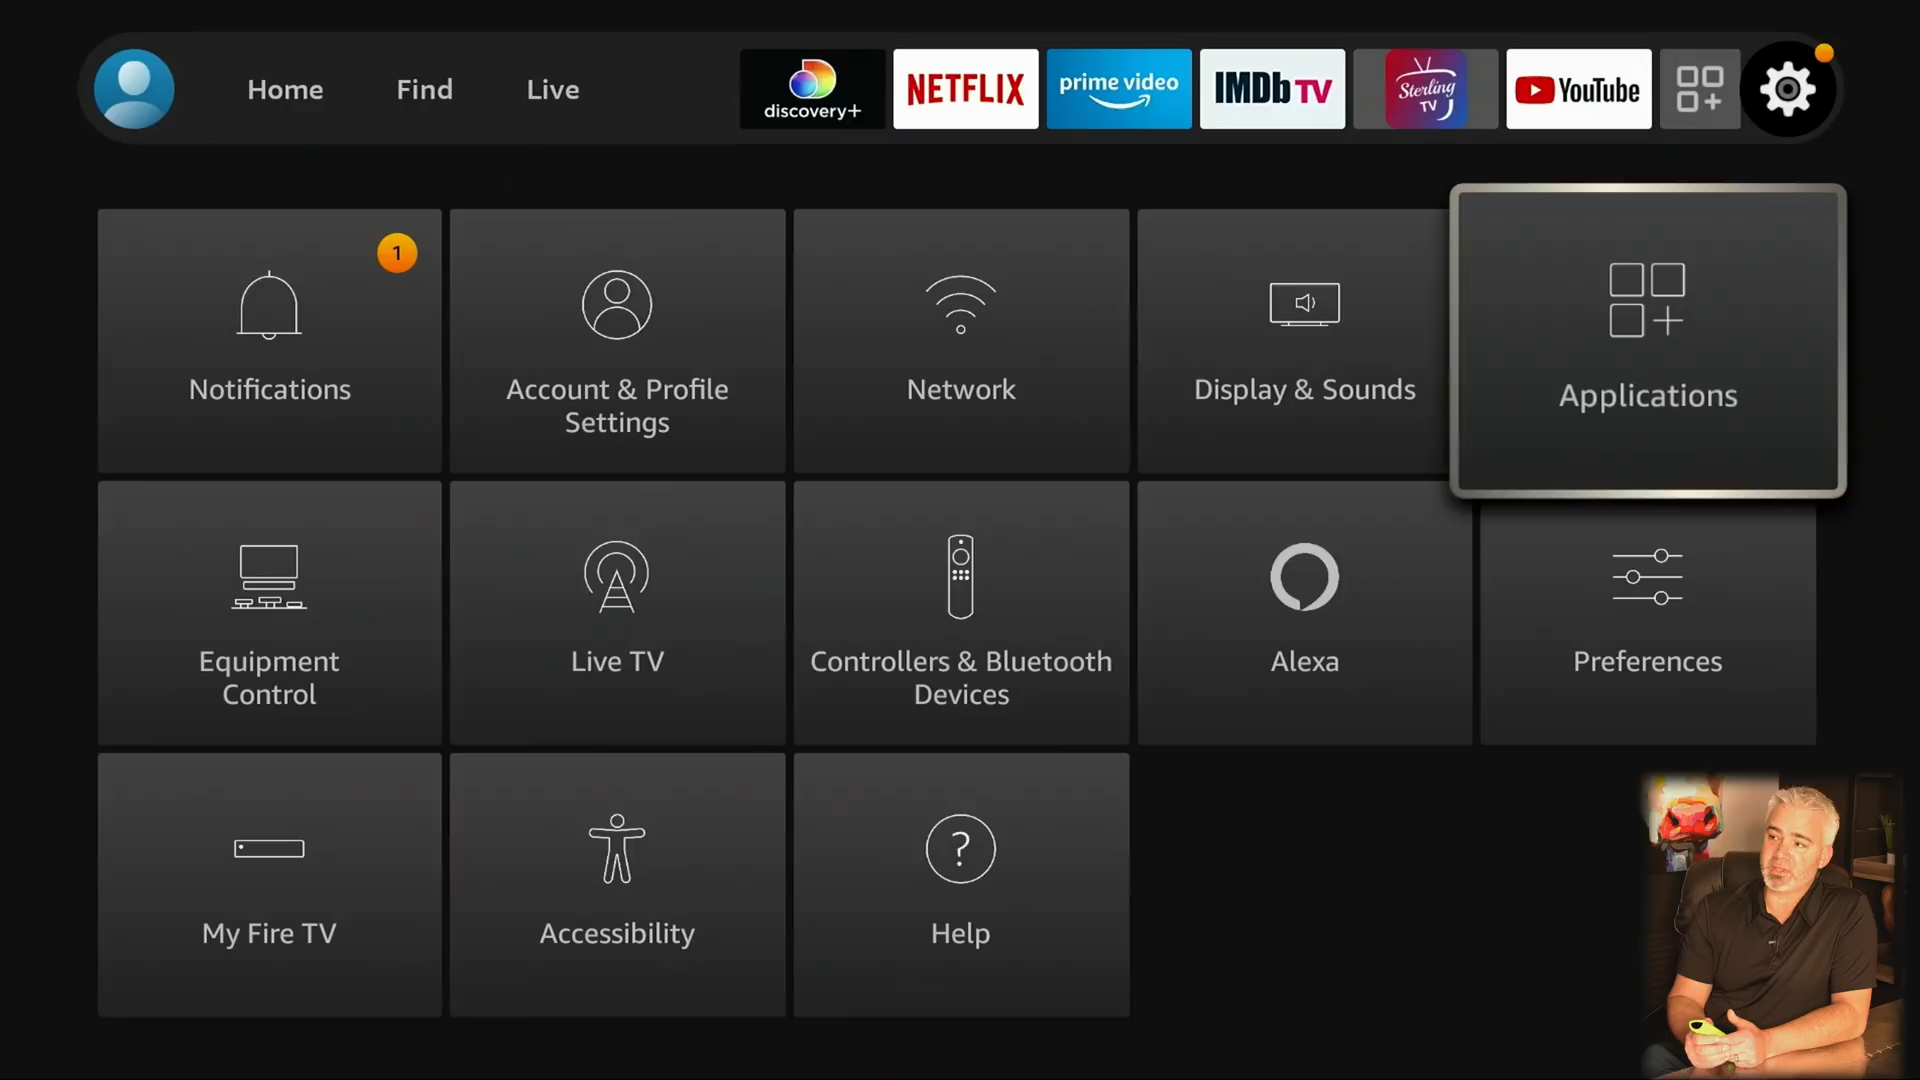 Home Find Live discovery+ NETFLIX prime video IMDb TV Sterling TV YouTube
1
Notifications
Account & Profile
Settings
Network
Display & Sounds
Applications
Equipment
Control
Live TV
Controllers & Bluetooth
Devices
Alexa
Preferences
My Fire TV
Accessibility
?
Help